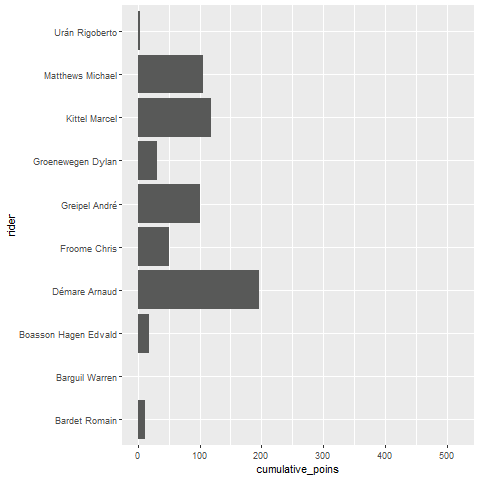 Urán Rigoberto
Matthews Michael
Kittel Marcel
Groenewegen Dylan
Greipel André
Froome Chris
Démare Arnaud
Boasson Hagen Edvald
Barguil Warren
Bardet Romain
rider
0 100 200 300 400 500
cumulative_poins